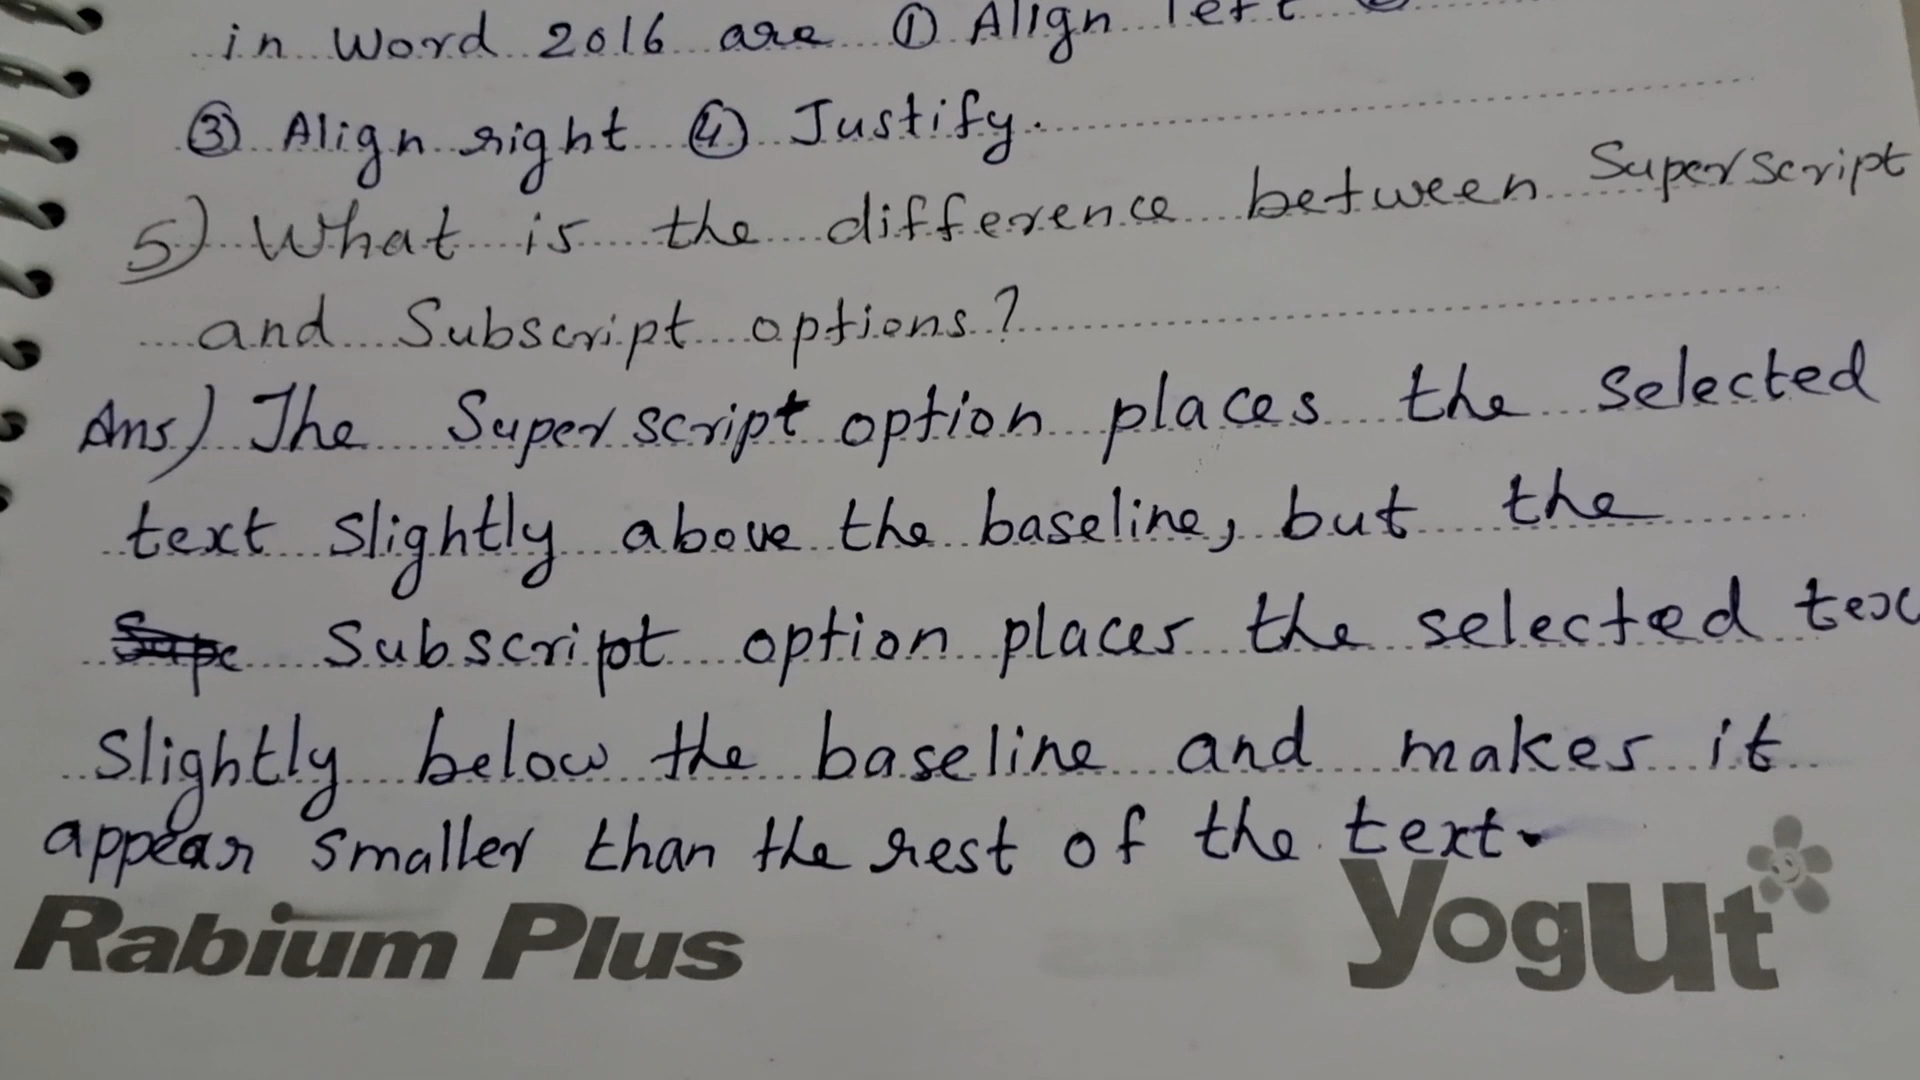 in Word 2016 are ① Align left
③ Align right ④ Justify.
5) What is the difference between Superscript
and Subscript options?
Ans) The Superscript option places the selected
text slightly above the baseline, but the
Subscript option places the selected tex
slightly below the baseline and makes it
appear smaller than the rest of the text.
Rabium Plus Yogut